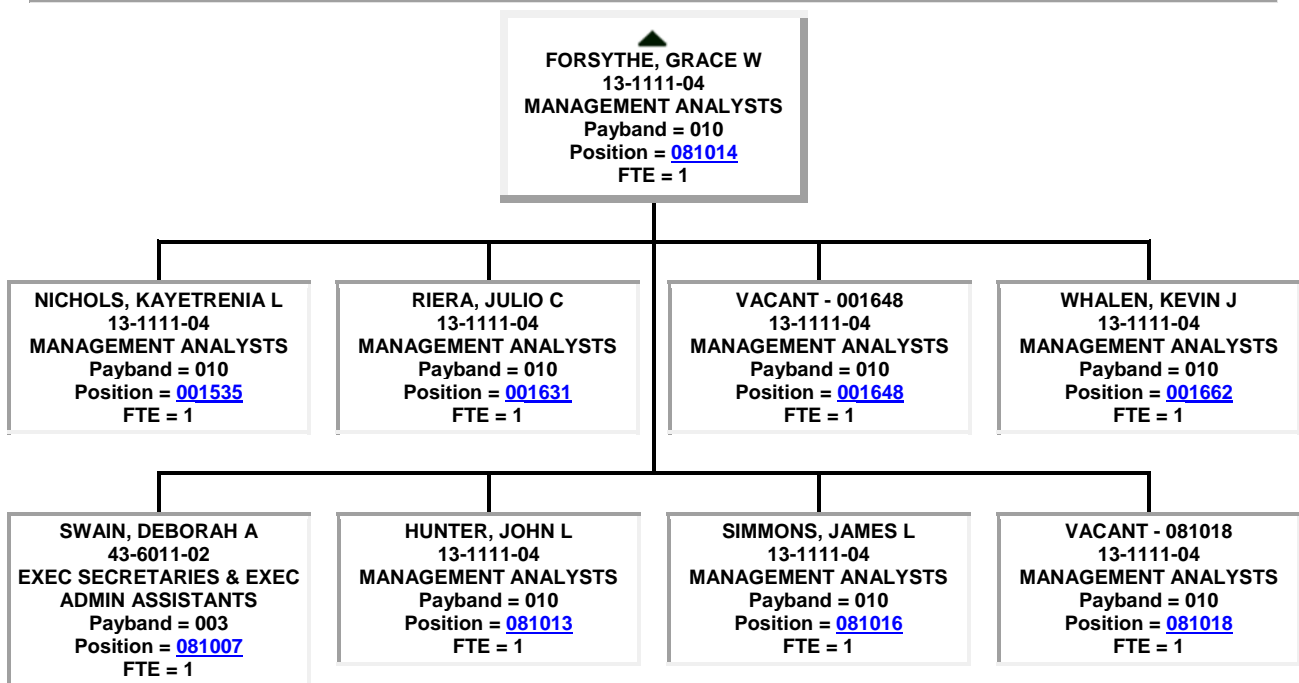 FORSYTHE, GRACE W
13-1111-04
MANAGEMENT ANALYSTS
Payband = 010
Position = 081014
FTE = 1
NICHOLS, KAYETRENIA L
13-1111-04
MANAGEMENT ANALYSTS
Payband = 010
Position = 001535
FTE = 1
RIERA, JULIO C
13-1111-04
MANAGEMENT ANALYSTS
Payband = 010
Position = 001631
FTE = 1
VACANT - 001648
13-1111-04
MANAGEMENT ANALYSTS
Payband = 010
Position = 001648
FTE = 1
WHALEN, KEVIN J
13-1111-04
MANAGEMENT ANALYSTS
Payband = 010
Position = 001662
FTE = 1
SWAIN, DEBORAH A
43-6011-02
EXEC SECRETARIES & EXEC
ADMIN ASSISTANTS
Payband = 003
Position = 081007
FTE = 1
HUNTER, JOHN L
13-1111-04
MANAGEMENT ANALYSTS
Payband = 010
Position = 081013
FTE = 1
SIMMONS, JAMES L
13-1111-04
MANAGEMENT ANALYSTS
Payband = 010
Position = 081016
FTE = 1
VACANT - 081018
13-1111-04
MANAGEMENT ANALYSTS
Payband = 010
Position = 081018
FTE = 1